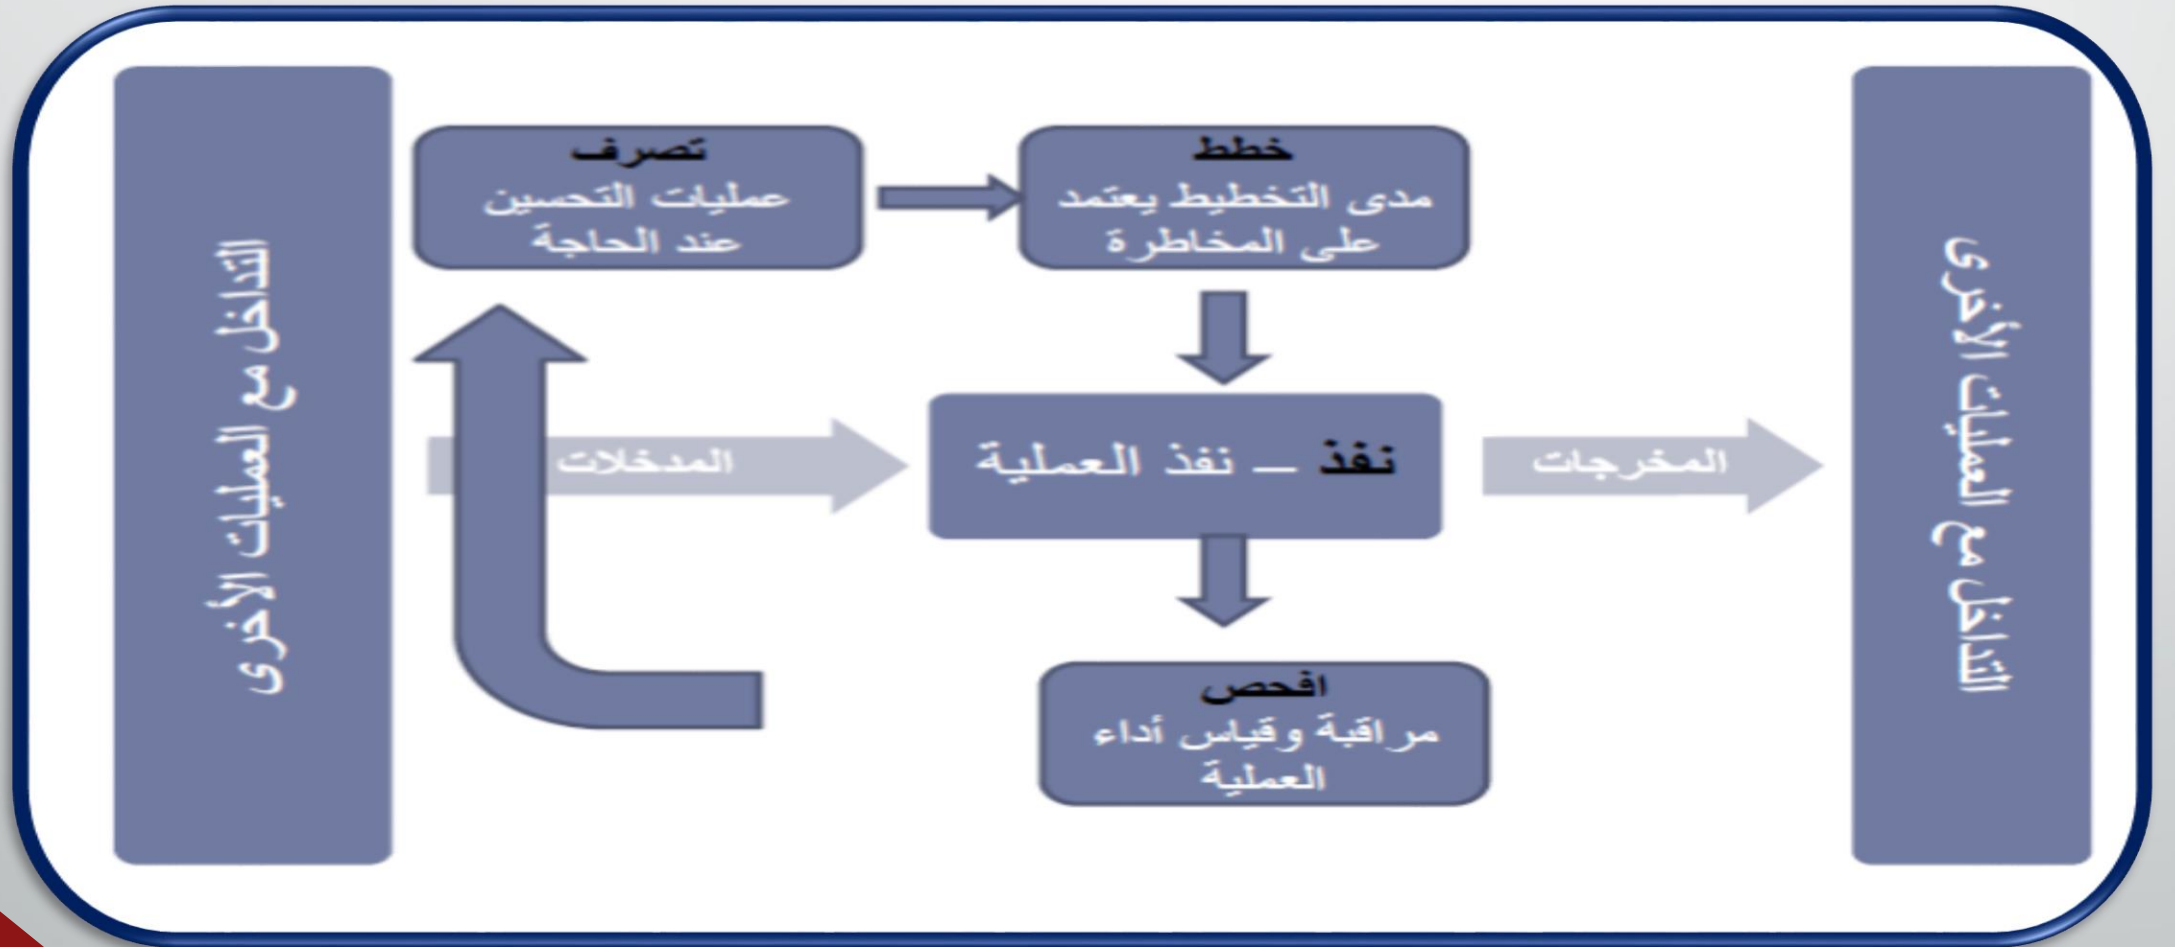 التداخل مع العمليات الأخرى
تصرف
عمليات التحسين
عند الحاجة
خطط
مدى التخطيط يعتمد
على المخاطرة
المدخلات
نفذ – نفذ العملية
المخرجات
افحص
مراقبة وقياس أداء
العملية
التداخل مع العمليات الأخرى